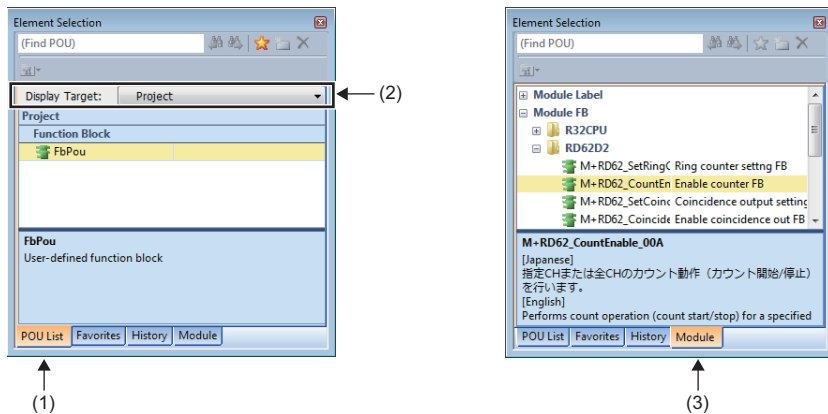 Element Selection
(Find POU)
Display Target: Project
(2)
Project
Function Block
FbPou
FbPou
User-defined function block
POU List Favorites History Module
(1)
Element Selection
(Find POU)
Module Label
Module FB
R32CPU
RD62D2
M+RD62_SetRingC Ring counter settng FB
M+RD62_CountEn Enable counter FB
M+RD62_SetCoinc Coincidence output setting
M+RD62_Coincide Enable coincidence out FB
M+RD62_CountEnable_00A
[Japanese]
指定CHまたは全CHのカウント動作（カウント開始/停止）
を行います。
[English]
Performs count operation (count start/stop) for a specified
POU List Favorites History Module
(3)